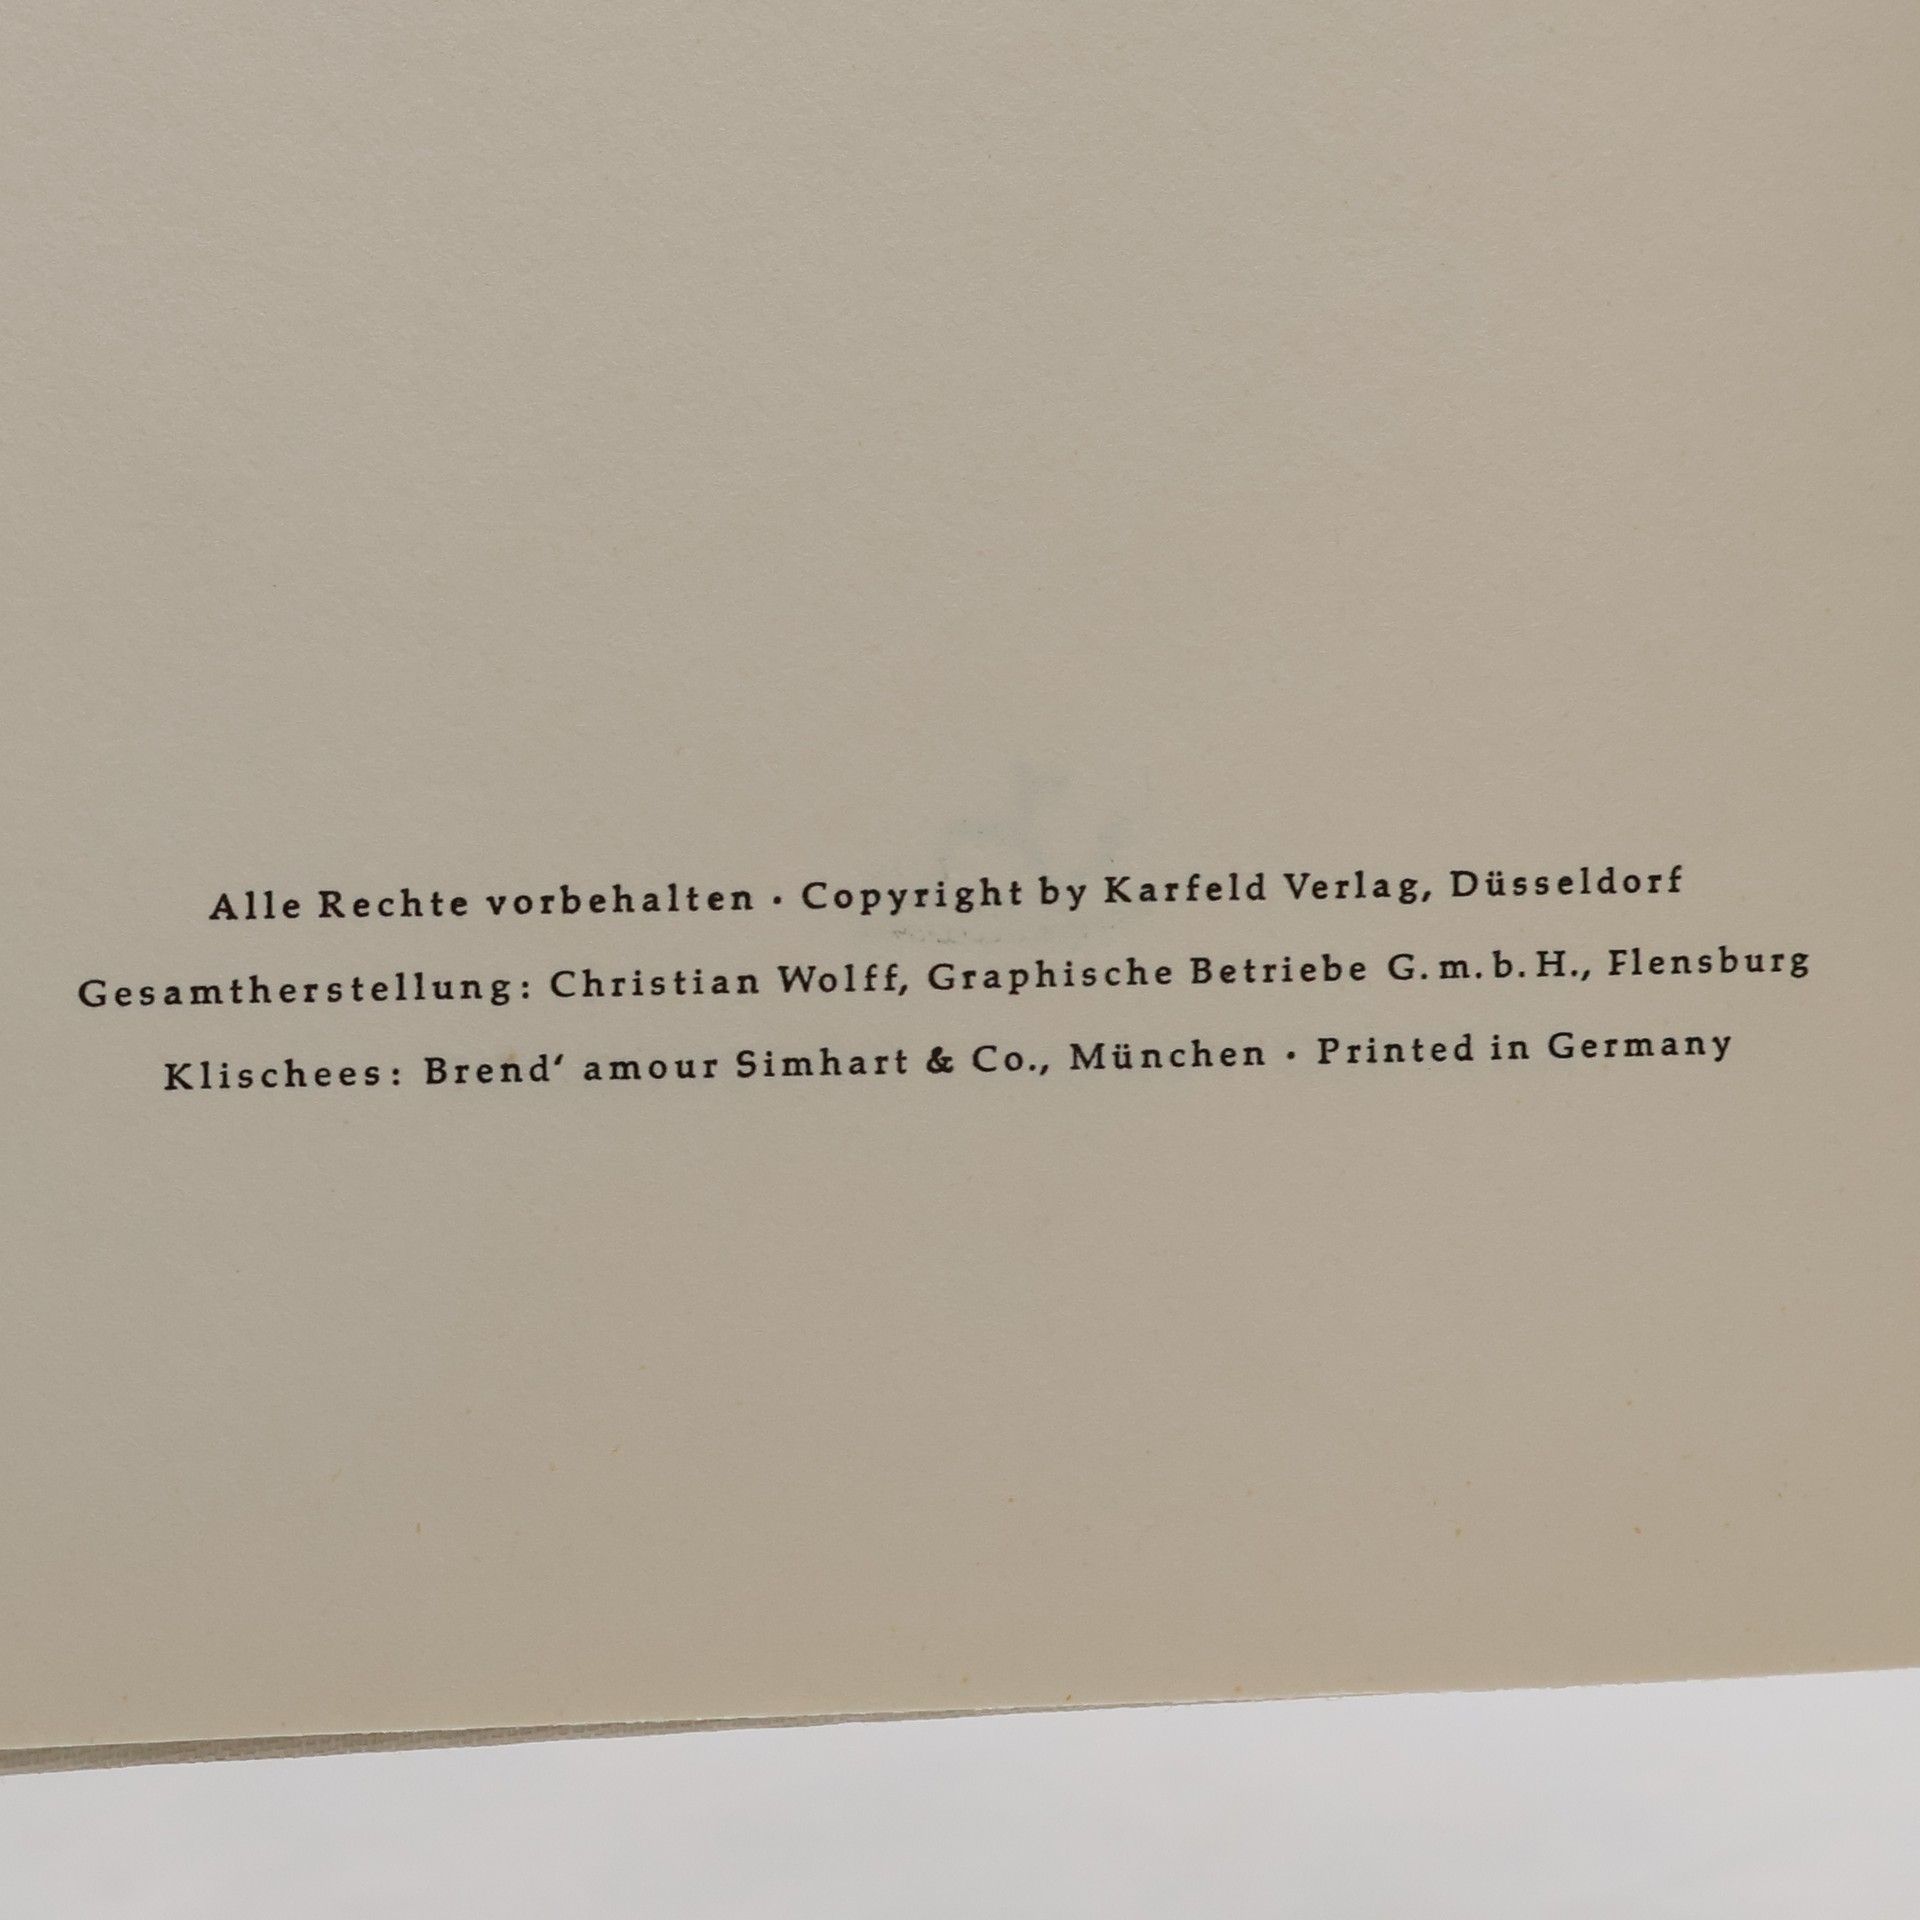 Alle Rechte vorbehalten · Copyright by Karfeld Verlag, Düsseldorf
Gesamtherstellung: Christian Wolff, Graphische Betriebe G.m.b.H., Flensburg
Klischees: Brend‘ amour Simhart & Co., München · Printed in Germany